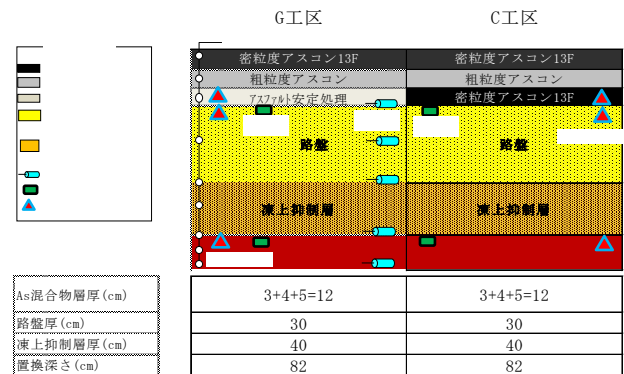 G工区 C工区
密粒度アスコン13F 密粒度アスコン13F
粗粒度アスコン 粗粒度アスコン
アスファルト安定処理 密粒度アスコン13F
路盤 路盤
凍上抑制層 凍上抑制層
As混合物層厚(cm) 3+4+5=12 3+4+5=12
路盤厚(cm) 30 30
凍上抑制層厚(cm) 40 40
置換深さ(cm) 82 82